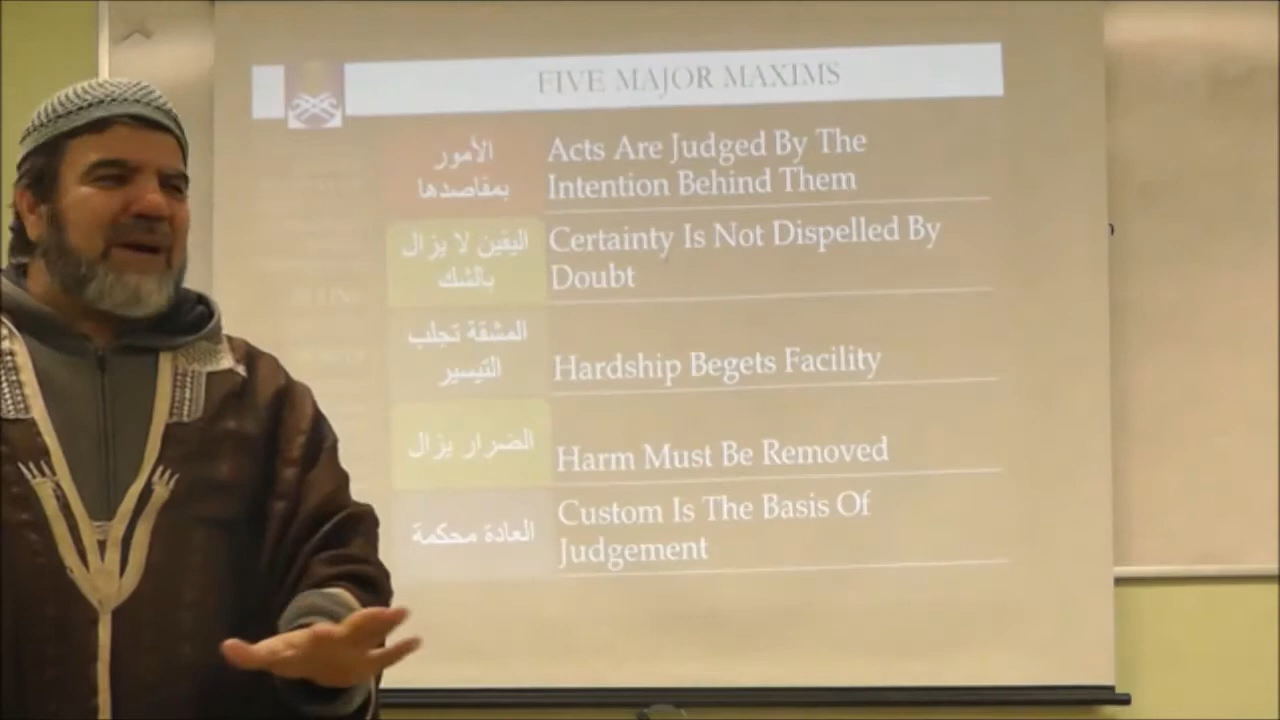 FIVE MAJOR MAXIMS
الأمور
بمقاصدها
Acts Are Judged By The
Intention Behind Them
اليقين لا يزال
بالشك
Certainty Is Not Dispelled By
Doubt
المشقة تجلب
التيسير
Hardship Begets Facility
الضرار يزال
Harm Must Be Removed
العادة محكمة
Custom Is The Basis Of
Judgement